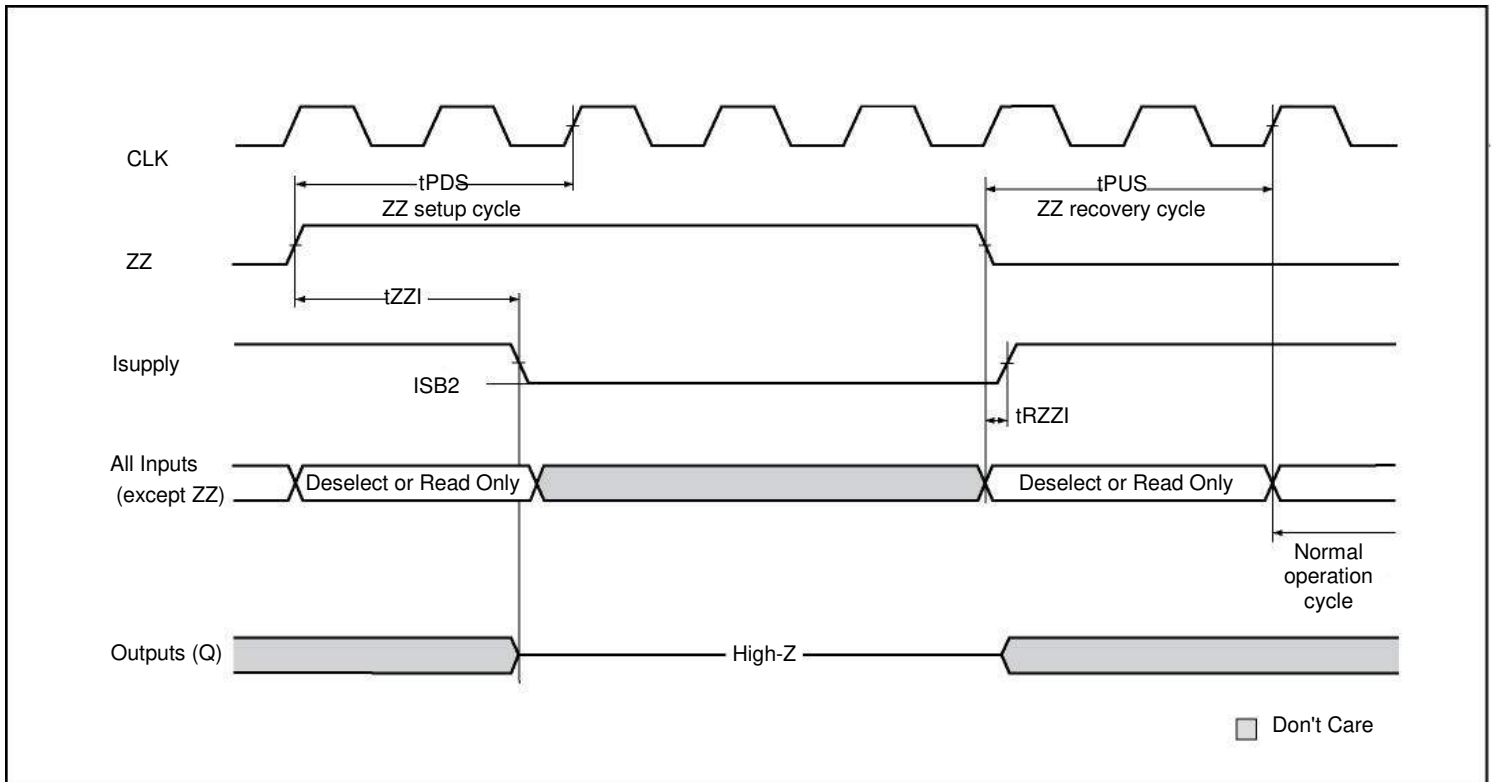 CLK
tPDS
ZZ setup cycle
tPUS
ZZ recovery cycle
ZZ
tZZI
Isupply
ISB2
tRZZI
All Inputs
(except ZZ)
Deselect or Read Only
Deselect or Read Only
Normal
operation
cycle
Outputs (Q)
High-Z
Don't Care